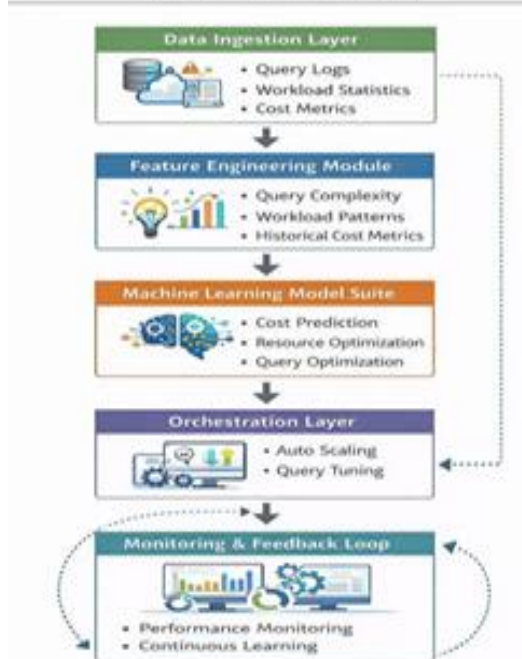 Data Ingestion Layer
• Query Logs
• Workload Statistics
• Cost Metrics
Feature Engineering Module
• Query Complexity
• Workload Patterns
• Historical Cost Metrics
Machine Learning Model Suite
• Cost Prediction
• Resource Optimization
• Query Optimization
Orchestration Layer
• Auto Scaling
• Query Tuning
Monitoring & Feedback Loop
• Performance Monitoring
• Continuous Learning